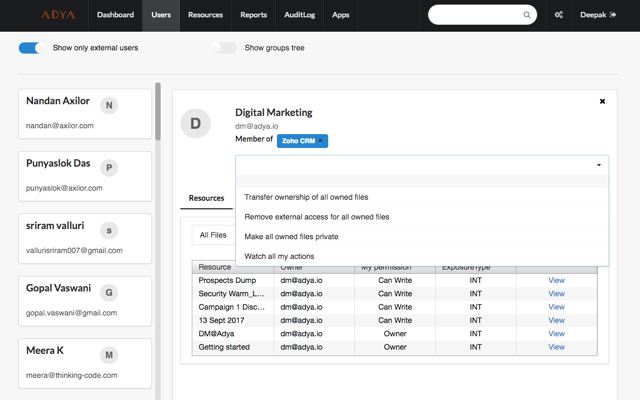 ADYA Dashboard Users Resources Reports AuditLog Apps Deepak
Show only external users Show groups tree
Nandan Axilor N
nandan@axilor.com
Punyaslok Das P
punyaslok@axilor.com
sriram valluri s
vallurisriram007@gmail.com
Gopal Vaswani G
gopal.vaswani@gmail.com
Meera K M
meera@thinking-code.com
D
Digital Marketing
dm@adya.io
Member of Zoho CRM
Transfer ownership of all owned files
Remove external access for all owned files
Make all owned files private
Watch all my actions
Resources
All Files
Resource Owner My permission ExposureType
Prospects Dump dm@adya.io Can Write INT View
Security Warm_L... dm@adya.io Can Write INT View
Campaign 1 Disc... dm@adya.io Can Write INT View
13 Sept 2017 dm@adya.io Can Write INT View
DM@Adya dm@adya.io Owner INT View
Getting started dm@adya.io Owner INT View